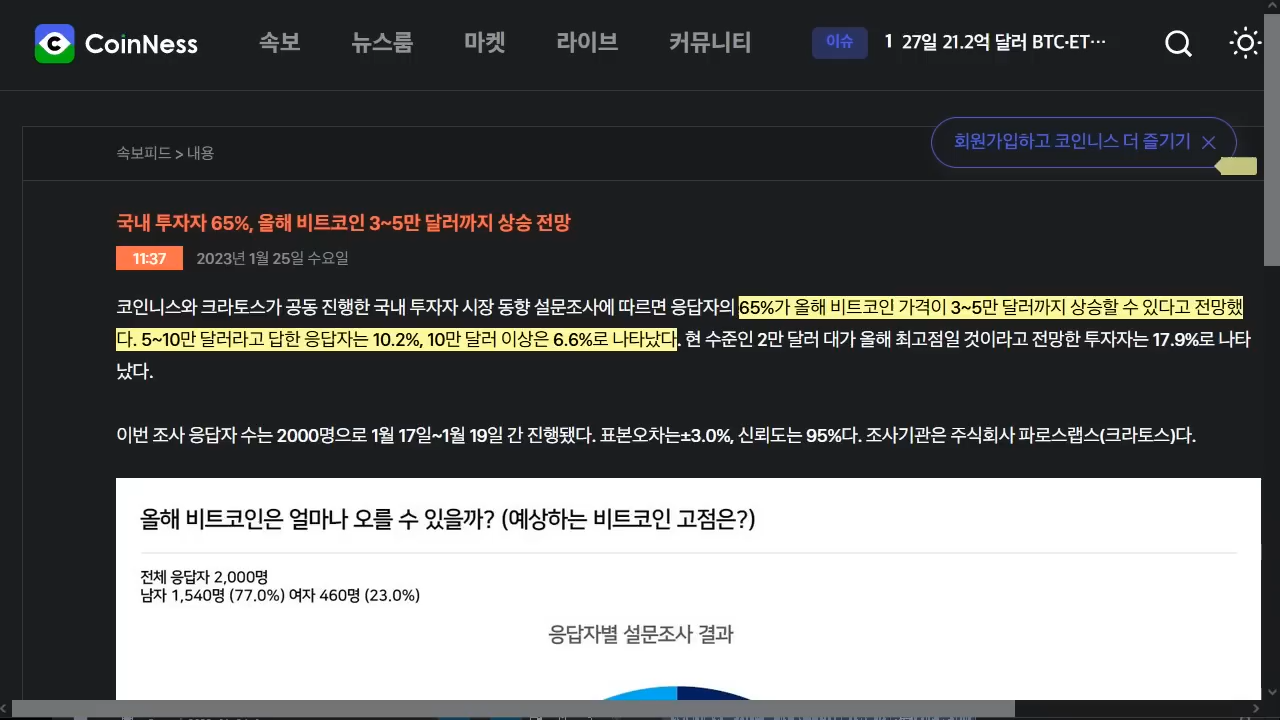 CoinNess 속보 뉴스룸 마켓 라이브 커뮤니티 이슈 1 27일 21.2억 달러 BTC·ET···
회원가입하고 코인니스 더 즐기기
속보피드 > 내용
국내 투자자 65%, 올해 비트코인 3~5만 달러까지 상승 전망
11:37 2023년 1월 25일 수요일
코인니스와 크라토스가 공동 진행한 국내 투자자 시장 동향 설문조사에 따르면 응답자의 65%가 올해 비트코인 가격이 3~5만 달러까지 상승할 수 있다고 전망했
다. 5~10만 달러라고 답한 응답자는 10.2%, 10만 달러 이상은 6.6%로 나타났다. 현 수준인 2만 달러 대가 올해 최고점일 것이라고 전망한 투자자는 17.9%로 나타
났다.
이번 조사 응답자 수는 2000명으로 1월 17일~1월 19일 간 진행됐다. 표본오차는±3.0%, 신뢰도는 95%다. 조사기관은 주식회사 파로스랩스(크라토스)다.
올해 비트코인은 얼마나 오를 수 있을까? (예상하는 비트코인 고점은?)
전체 응답자 2,000명
남자 1,540명 (77.0%) 여자 460명 (23.0%)
응답자별 설문조사 결과